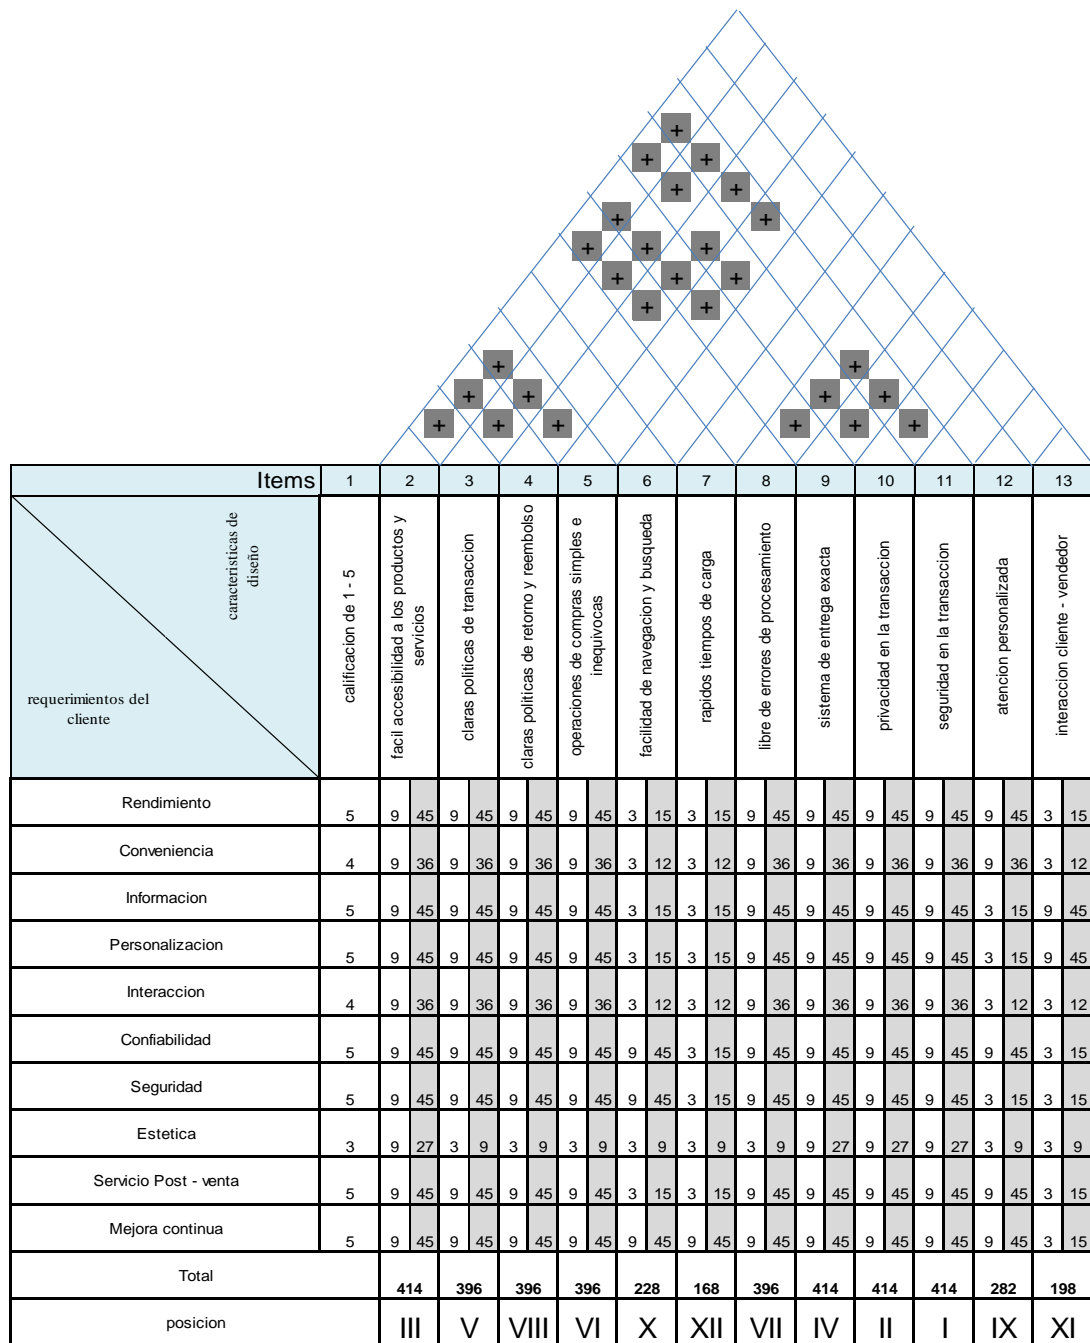 +
+ +
+ +
+ +
+ + +
+ + +
+ +
+ +
+ + + +
+ + + + + +
Items 1 2 3 4 5 6 7 8 9 10 11 12 13
caracteristicas de
diseño
requerimientos del
cliente
calificacion de 1 - 5
facil accesibilidad a los productos y
servicios
claras politicas de transaccion
claras politicas de retorno y reembolso
operaciones de compras simples e
inequivocas
facilidad de navegacion y busqueda
rapidos tiempos de carga
libre de errores de procesamiento
sistema de entrega exacta
privacidad en la transaccion
seguridad en la transaccion
atencion personalizada
interaccion cliente - vendedor
Rendimiento 5 9 45 9 45 9 45 9 45 3 15 3 15 9 45 9 45 9 45 9 45 9 45 3 15
Conveniencia 4 9 36 9 36 9 36 9 36 3 12 3 12 9 36 9 36 9 36 9 36 9 36 3 12
Informacion 5 9 45 9 45 9 45 9 45 3 15 3 15 9 45 9 45 9 45 9 45 3 15 9 45
Personalizacion 5 9 45 9 45 9 45 9 45 3 15 3 15 9 45 9 45 9 45 9 45 3 15 9 45
Interaccion 4 9 36 9 36 9 36 9 36 3 12 3 12 9 36 9 36 9 36 9 36 3 12 3 12
Confiabilidad 5 9 45 9 45 9 45 9 45 9 45 3 15 9 45 9 45 9 45 9 45 9 45 3 15
Seguridad 5 9 45 9 45 9 45 9 45 9 45 3 15 9 45 9 45 9 45 9 45 3 15 3 15
Estetica 3 9 27 3 9 3 9 3 9 3 9 3 9 3 9 9 27 9 27 9 27 3 9 3 9
Servicio Post - venta 5 9 45 9 45 9 45 9 45 3 15 3 15 9 45 9 45 9 45 9 45 9 45 3 15
Mejora continua 5 9 45 9 45 9 45 9 45 9 45 9 45 9 45 9 45 9 45 9 45 9 45 3 15
Total 414 396 396 396 228 168 396 414 414 414 282 198
posicion III V VIII VI X XII VII IV II I IX XI